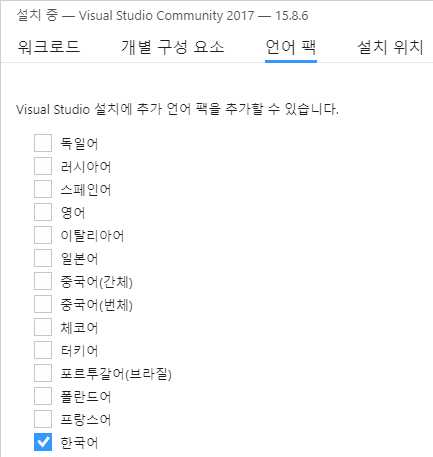 설치 중 — Visual Studio Community 2017 — 15.8.6
워크로드 개별 구성 요소 언어 팩 설치 위치
Visual Studio 설치에 추가 언어 팩을 추가할 수 있습니다.
독일어
러시아어
스페인어
영어
이탈리아어
일본어
중국어(간체)
중국어(번체)
체코어
터키어
포르투갈어(브라질)
폴란드어
프랑스어
한국어